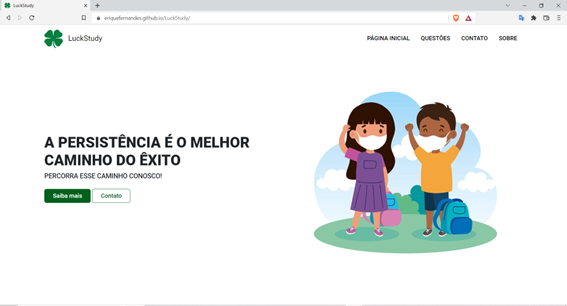 LuckStudy
eriquefernandes.github.io/LuckStudy/
LuckStudy
PÁGINA INICIAL QUESTÕES CONTATO SOBRE
A PERSISTÊNCIA É O MELHOR
CAMINHO DO ÊXITO
PERCORRA ESSE CAMINHO CONOSCO!
Saiba mais Contato